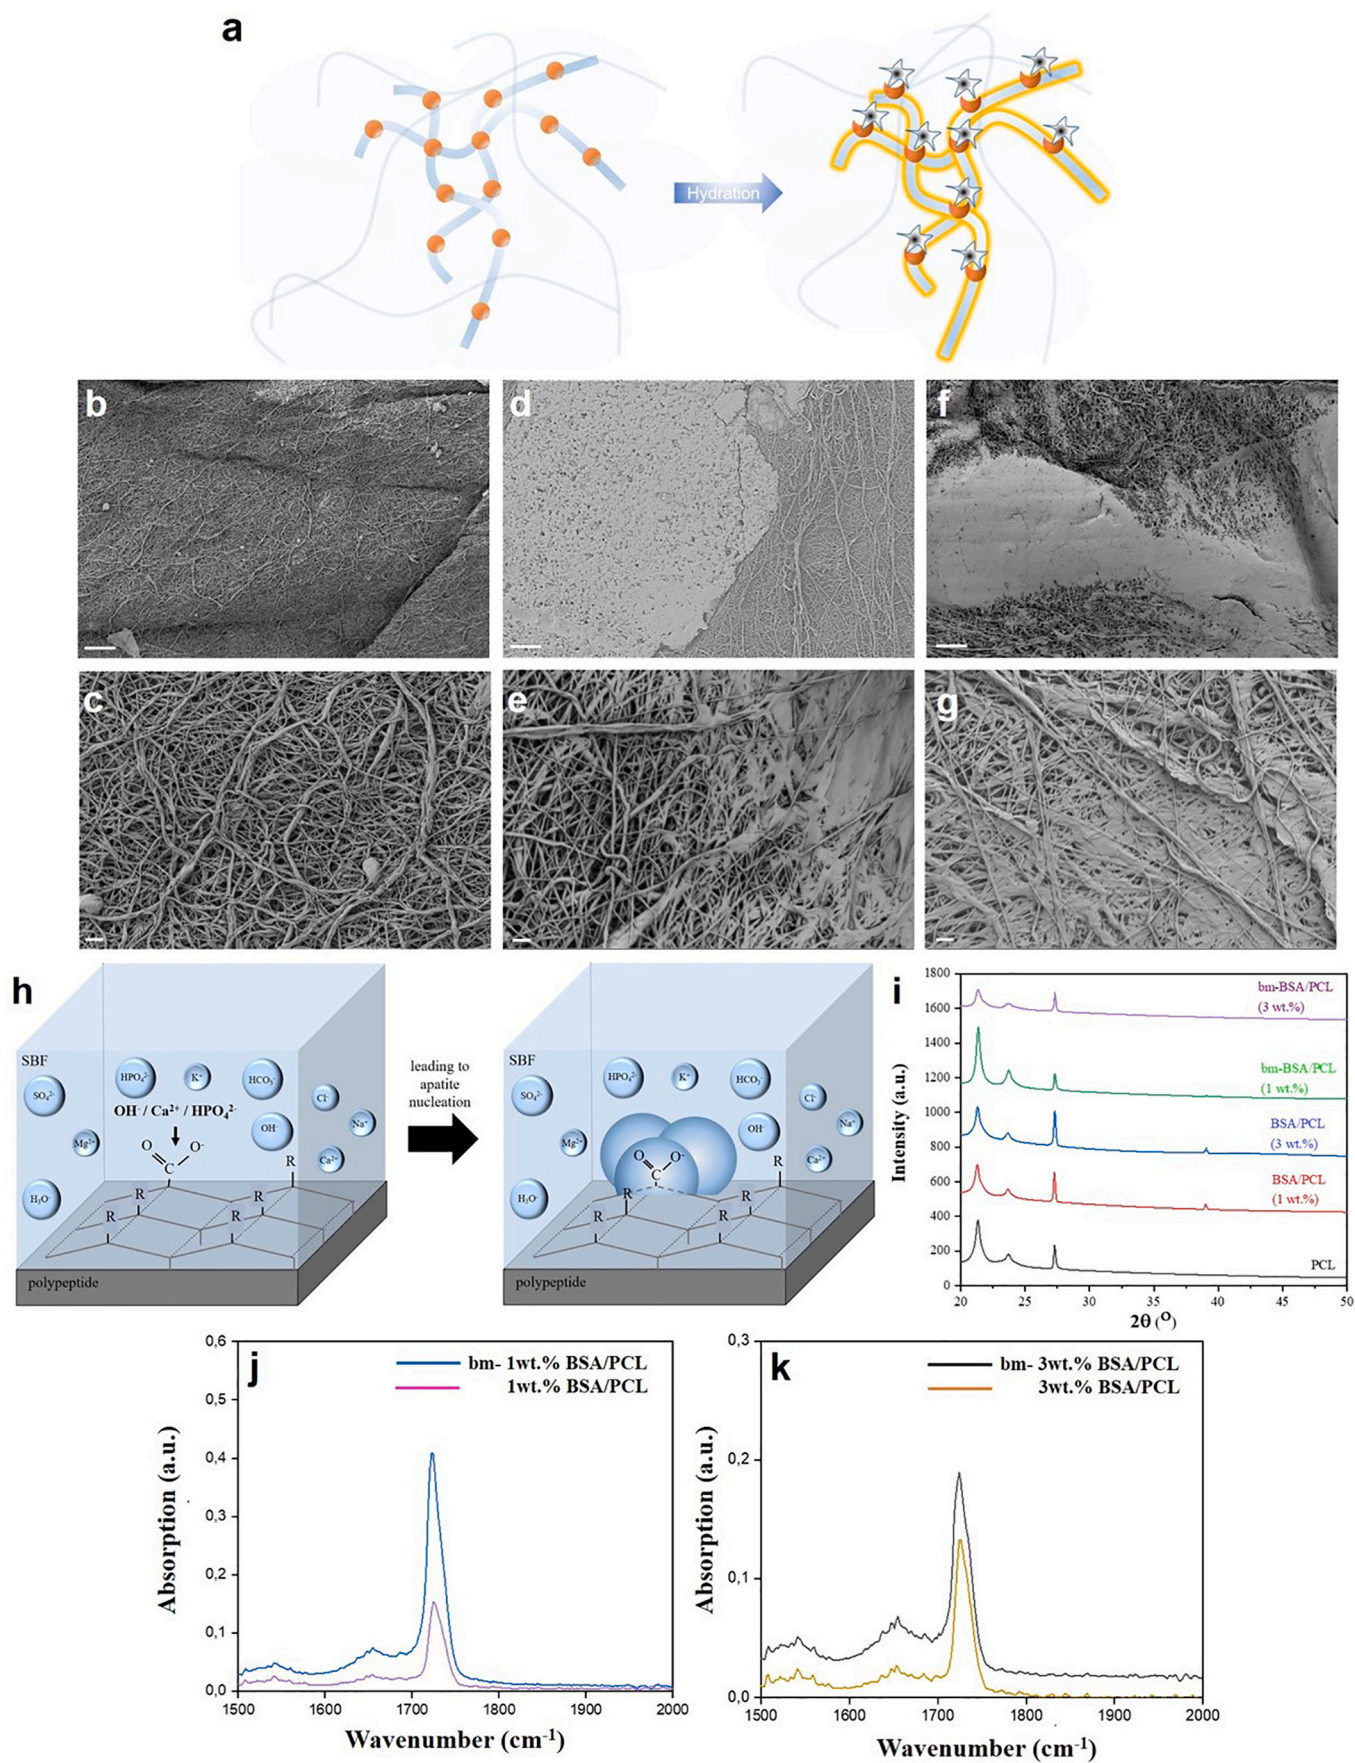 a
Hydration
b
d
f
c
e
g
h
SBF
SO₄²⁻
HPO₄²⁻
K⁺
HCO₃⁻
OH⁻ / Ca²⁺ / HPO₄²⁻
Mg²⁺
OH⁻
Cl⁻
Na⁺
Ca²⁺
H₃O⁻
O
O⁻
C
R
R
R
R
R
polypeptide
leading to
apatite
nucleation
SBF
SO₄²⁻
HPO₄²⁻
K⁺
HCO₃⁻
Mg²⁺
OH⁻
Cl⁻
Na⁺
Ca²⁺
H₃O⁻
O
O⁻
C
R
R
R
R
R
polypeptide
i
Intensity (a.u.)
1800
1600
1400
1200
1000
800
600
400
200
0
bm-BSA/PCL
(3 wt.%)
bm-BSA/PCL
(1 wt.%)
BSA/PCL
(3 wt.%)
BSA/PCL
(1 wt.%)
PCL
20 25 30 35 40 45 50
2θ (O)
j
bm- 1wt.% BSA/PCL
1wt.% BSA/PCL
Absorption (a.u.)
0,6
0,5
0,4
0,3
0,2
0,1
0,0
1500 1600 1700 1800 1900 2000
Wavenumber (cm⁻¹)
k
bm- 3wt.% BSA/PCL
3wt.% BSA/PCL
Absorption (a.u.)
0,3
0,2
0,1
0,0
1500 1600 1700 1800 1900 2000
Wavenumber (cm⁻¹)